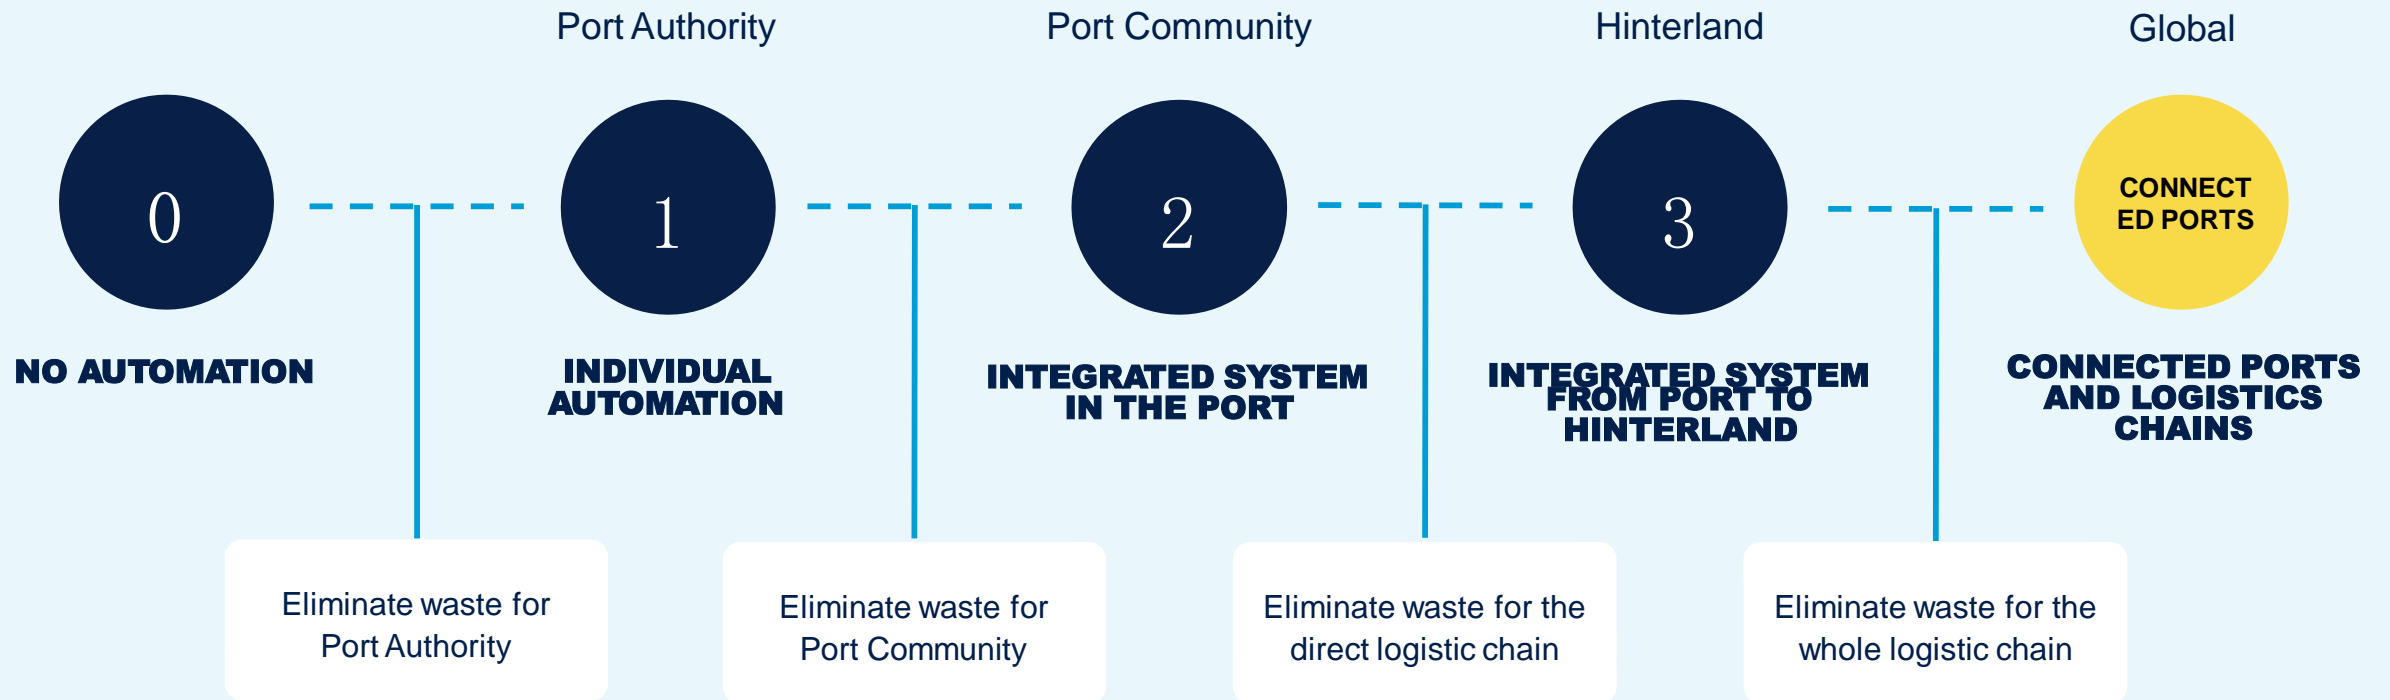 Port Authority
Port Community
Hinterland
Global
0
1
2
3
CONNECT
ED PORTS
NO AUTOMATION
INDIVIDUAL
AUTOMATION
INTEGRATED SYSTEM
IN THE PORT
INTEGRATED SYSTEM
FROM PORT TO
HINTERLAND
CONNECTED PORTS
AND LOGISTICS
CHAINS
Eliminate waste for
Port Authority
Eliminate waste for
Port Community
Eliminate waste for the
direct logistic chain
Eliminate waste for the
whole logistic chain